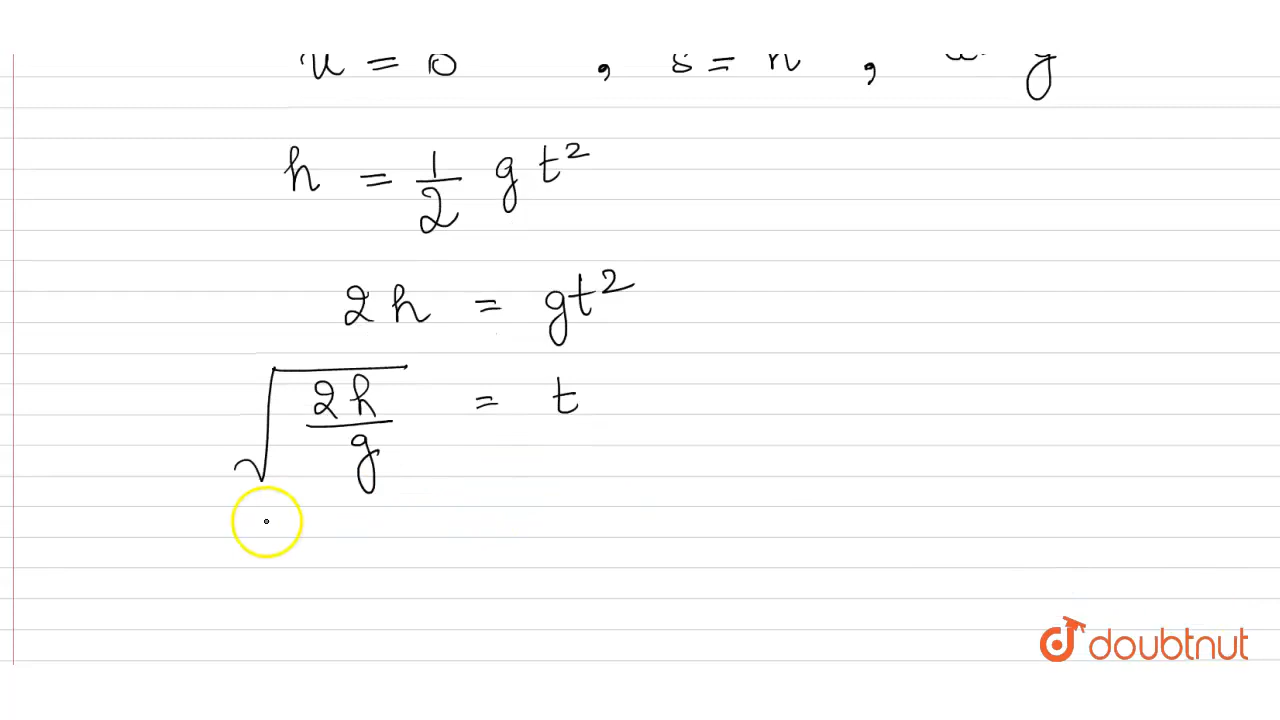 u = 0 , s = h , a = g
h = 1/2 g t²
2h = gt²
√(2h/g) = t
doubtnut